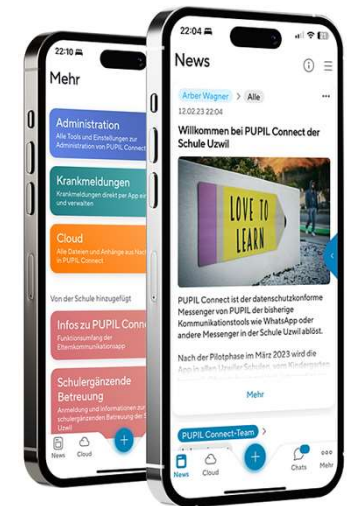 22:10
Mehr
Administration
Alle Tools und Einstellungen zur
Administration von PUPIL Connect
Krankmeldungen
Krankmeldungen direkt per App
und verwalten
Cloud
Alle Dateien und Anhänge aus
in PUPIL Connect
Von der Schule hinzugefügt
Infos zu PUPIL
Funktionsumfang der
Elternkommunikationsapp
Schulergänzende
Betreuung
Anmeldung und Informationen zur
schulergänzenden Betreuung der
Uzwil
News
Cloud
22:04
News
Arber Wagner > Alle
12.02.23 22:04
Willkommen bei PUPIL Connect der
Schule Uzwil
LOVE TO
LEARN
PUPIL Connect ist der datenschutzkonforme
Messenger von PUPIL der bisherige
Kommunikationstools wie WhatsApp oder
andere Messenger in der Schule Uzwil ablöst.
Nach der Pilotphase im März 2023 wird die
App in allen Uzwiler Schulen, vom Kindergarten
Mehr
PUPIL Connect-Team >
News
Cloud
Chats
Mehr